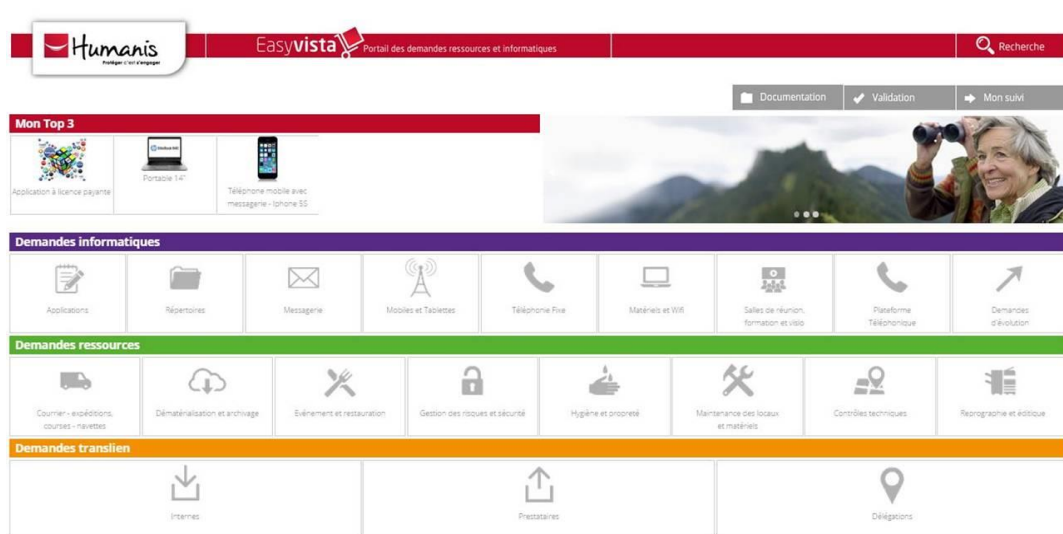 Humanis
Protéger c'est s'engager
Easyvista
Portail des demandes ressources et informatiques
Recherche
Documentation
Validation
Mon suivi
Mon Top 3
Application à licence payante
Portable 14"
Téléphone mobile avec
messagerie - Iphone 5S
Demandes informatiques
Applications
Répertoires
Messagerie
Mobiles et Tablettes
Téléphone Fixe
Matériels et Wifi
Salles de réunion,
formation et visio
Plateforme
Téléphonique
Demandes
d'évolution
Demandes ressources
Courrier - expéditions,
courses - navettes
Dématérialisation et archivage
Evénement et restauration
Gestion des risques et sécurité
Hygiène et propreté
Maintenance des locaux
et matériels
Contrôles techniques
Reprographie et éditique
Demandes translien
Internes
Prestataires
Délégations